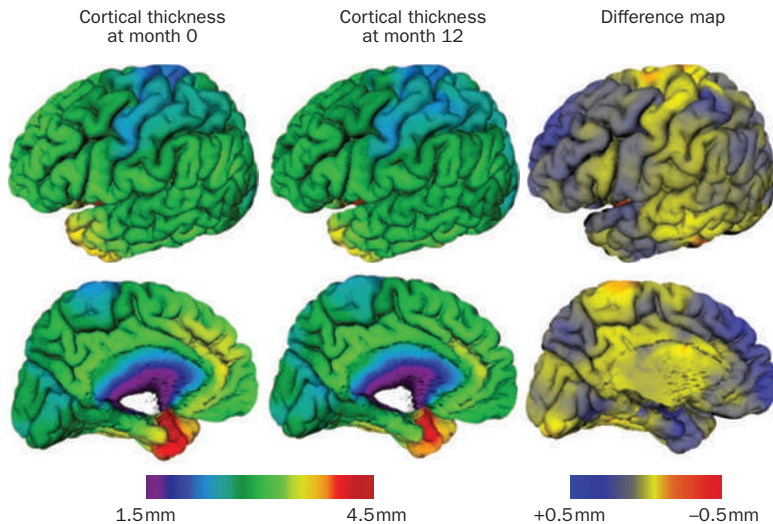 Cortical thickness
at month 0
Cortical thickness
at month 12
Difference map
1.5mm
4.5mm
+0.5mm
−0.5mm